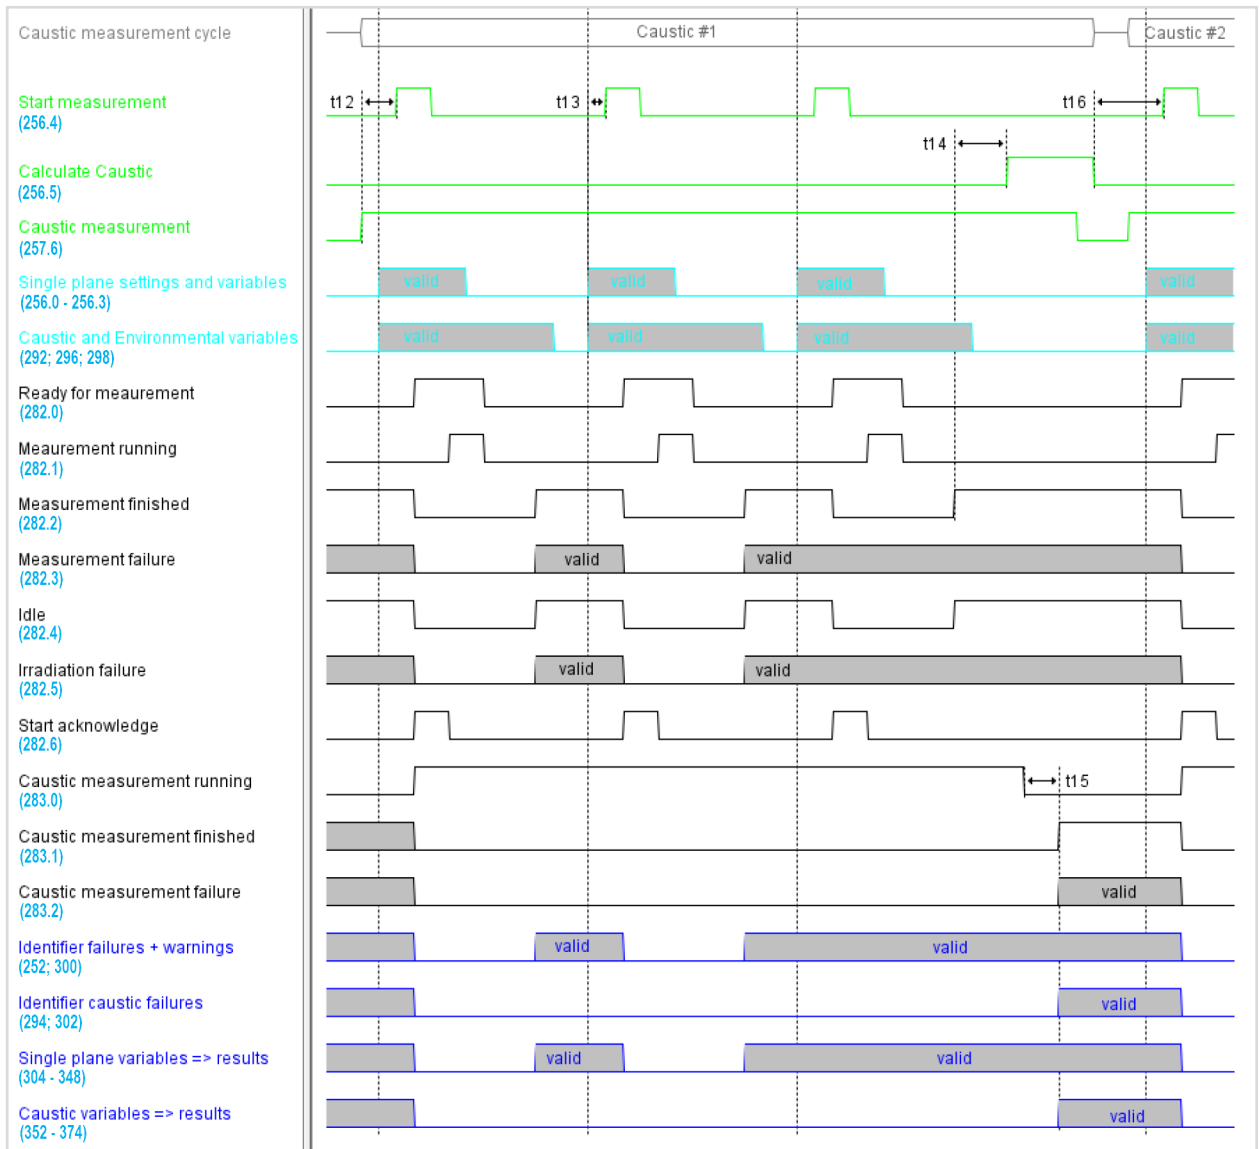 Caustic measurement cycle
Caustic #1
Caustic #2
Start measurement
(256.4)
t12
t13
t16
t14
Calculate Caustic
(256.5)
Caustic measurement
(257.6)
Single plane settings and variables
(256.0 - 256.3)
valid
valid
valid
valid
Caustic and Environmental variables
(292; 296; 298)
valid
valid
valid
valid
Ready for meaurement
(282.0)
Meaurement running
(282.1)
Measurement finished
(282.2)
Measurement failure
(282.3)
valid
valid
Idle
(282.4)
Irradiation failure
(282.5)
valid
valid
Start acknowledge
(282.6)
Caustic measurement running
(283.0)
t15
Caustic measurement finished
(283.1)
Caustic measurement failure
(283.2)
valid
Identifier failures + warnings
(252; 300)
valid
valid
Identifier caustic failures
(294; 302)
valid
Single plane variables => results
(304 - 348)
valid
valid
Caustic variables => results
(352 - 374)
valid